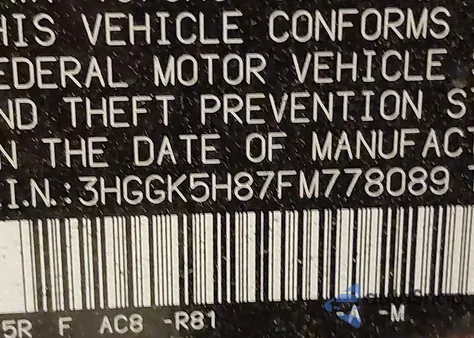 HIS VEHICLE CONFORMS
EDERAL MOTOR VEHICLE
ND THEFT PREVENTION S
N THE DATE OF MANUFAC
.I.N.:3HGGK5H87FM778089
5R F AC8 -R81 -A -M